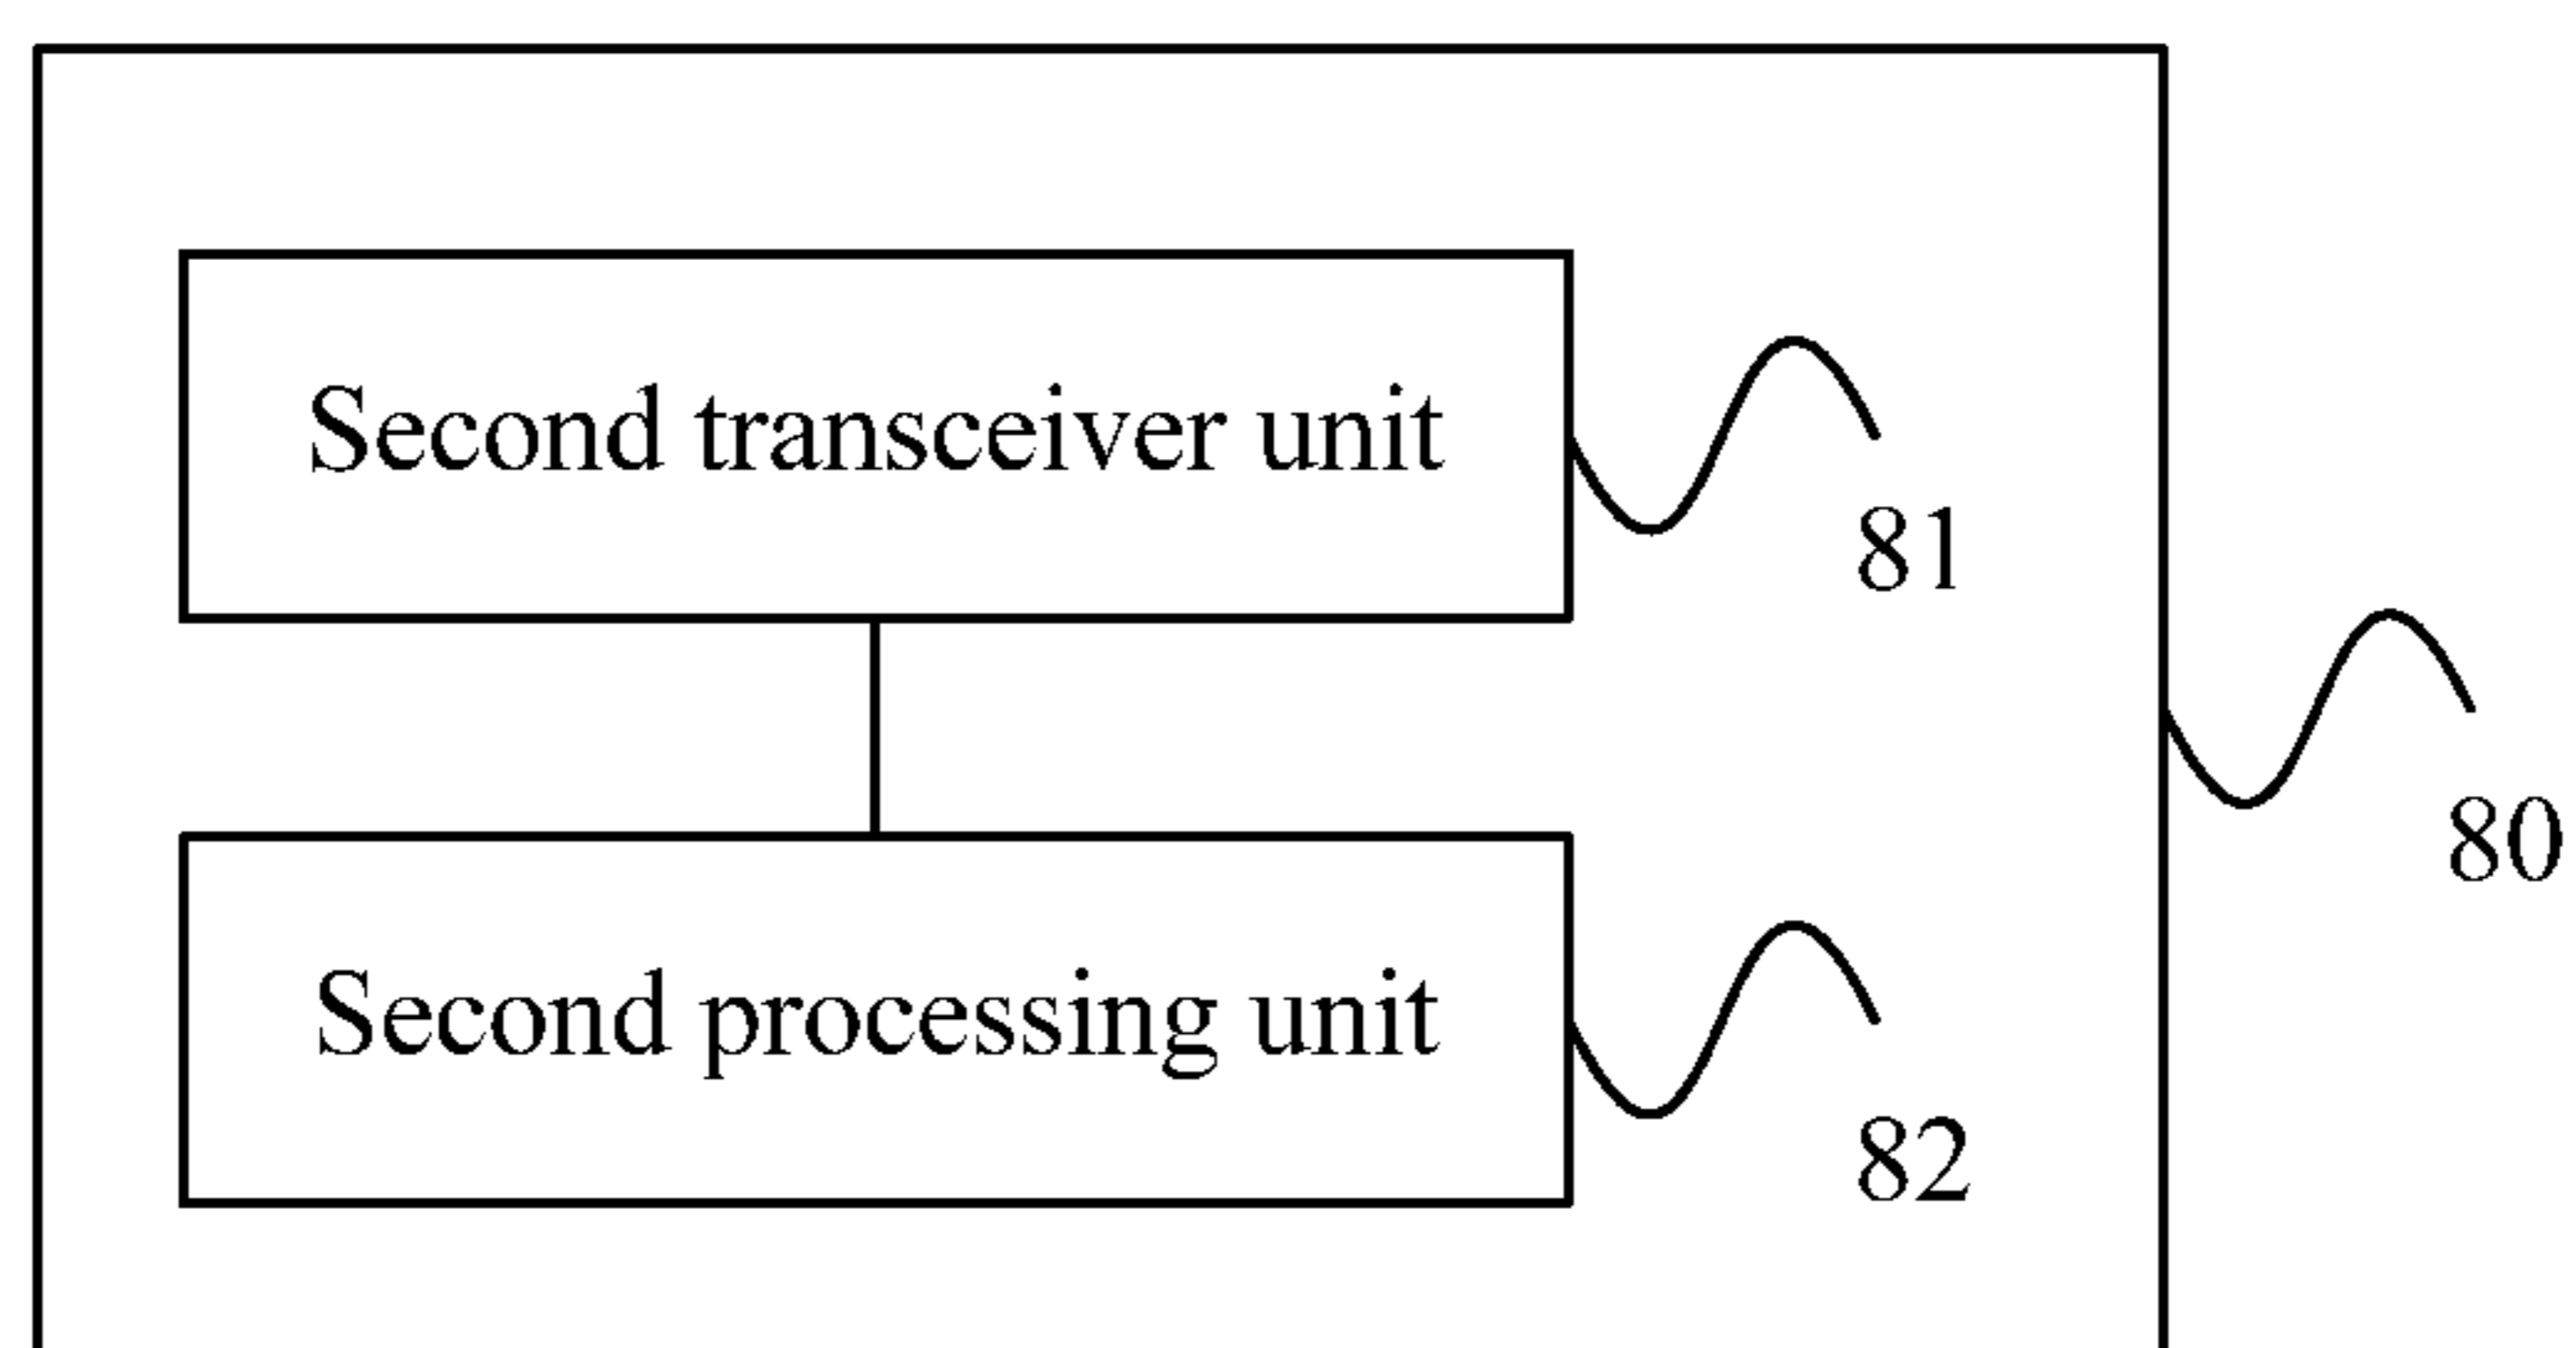 Second transceiver unit
81
80
Second processing unit
82